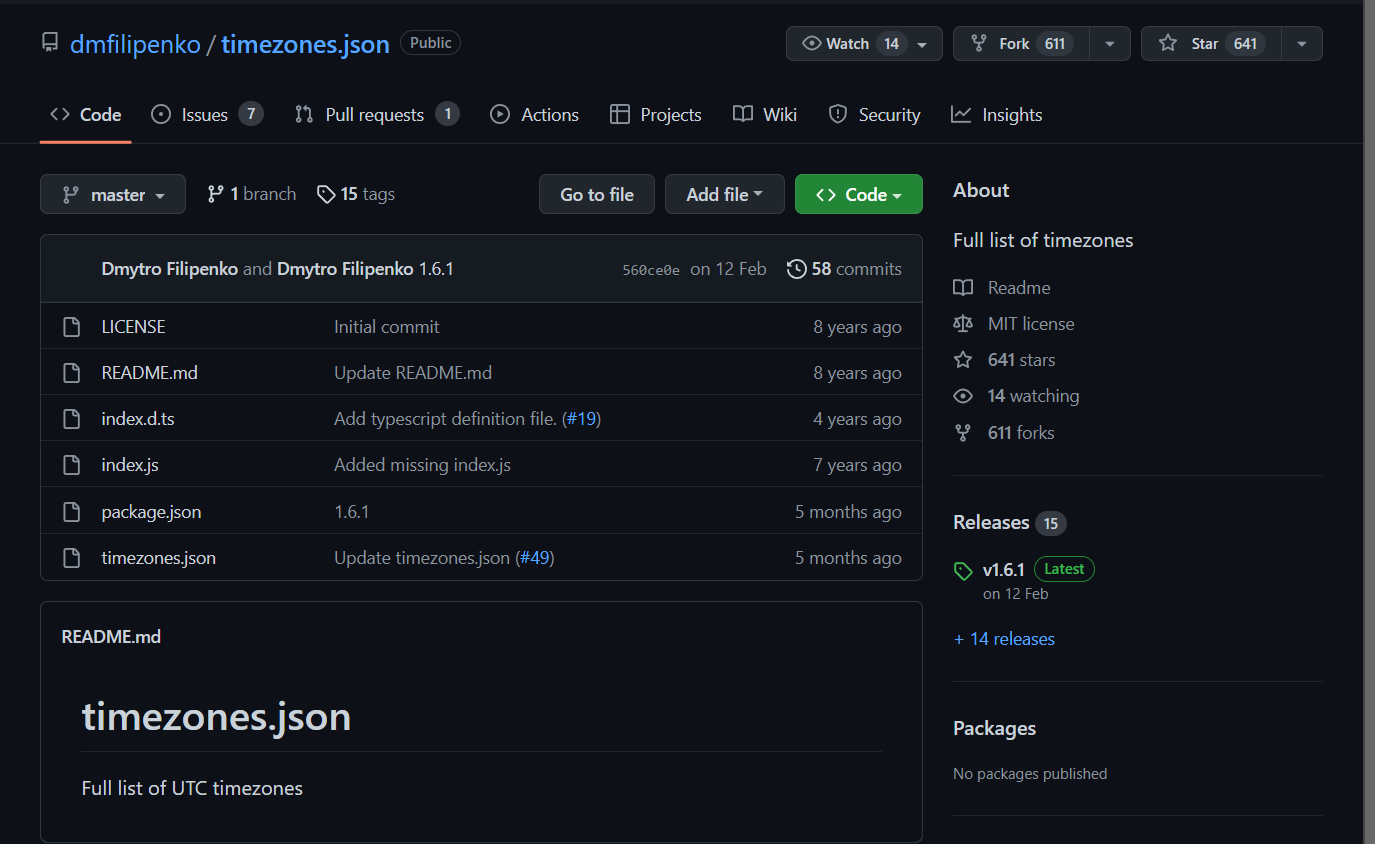 dmfilipenko / timezones.json Public
Watch 14
Fork 611
Star 641
Code
Issues 7
Pull requests 1
Actions
Projects
Wiki
Security
Insights
master
1 branch
15 tags
Go to file
Add file
Code
Dmytro Filipenko and Dmytro Filipenko 1.6.1 560ce0e on 12 Feb 58 commits
LICENSE Initial commit 8 years ago
README.md Update README.md 8 years ago
index.d.ts Add typescript definition file. (#19) 4 years ago
index.js Added missing index.js 7 years ago
package.json 1.6.1 5 months ago
timezones.json Update timezones.json (#49) 5 months ago
README.md
timezones.json
Full list of UTC timezones
About
Full list of timezones
Readme
MIT license
641 stars
14 watching
611 forks
Releases 15
v1.6.1 Latest
on 12 Feb
+ 14 releases
Packages
No packages published